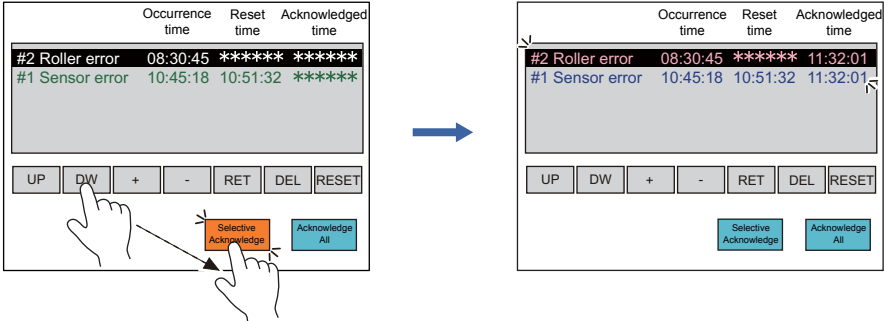 Occurrence time Reset time Acknowledged time
#2 Roller error 08:30:45 ****** ******
#1 Sensor error 10:45:18 10:51:32 ******
UP DW + - RET DEL RESET
Selective Acknowledge
Acknowledge All
Occurrence time Reset time Acknowledged time
#2 Roller error 08:30:45 ****** 11:32:01
#1 Sensor error 10:45:18 10:51:32 11:32:01
UP DW + - RET DEL RESET
Selective Acknowledge
Acknowledge All